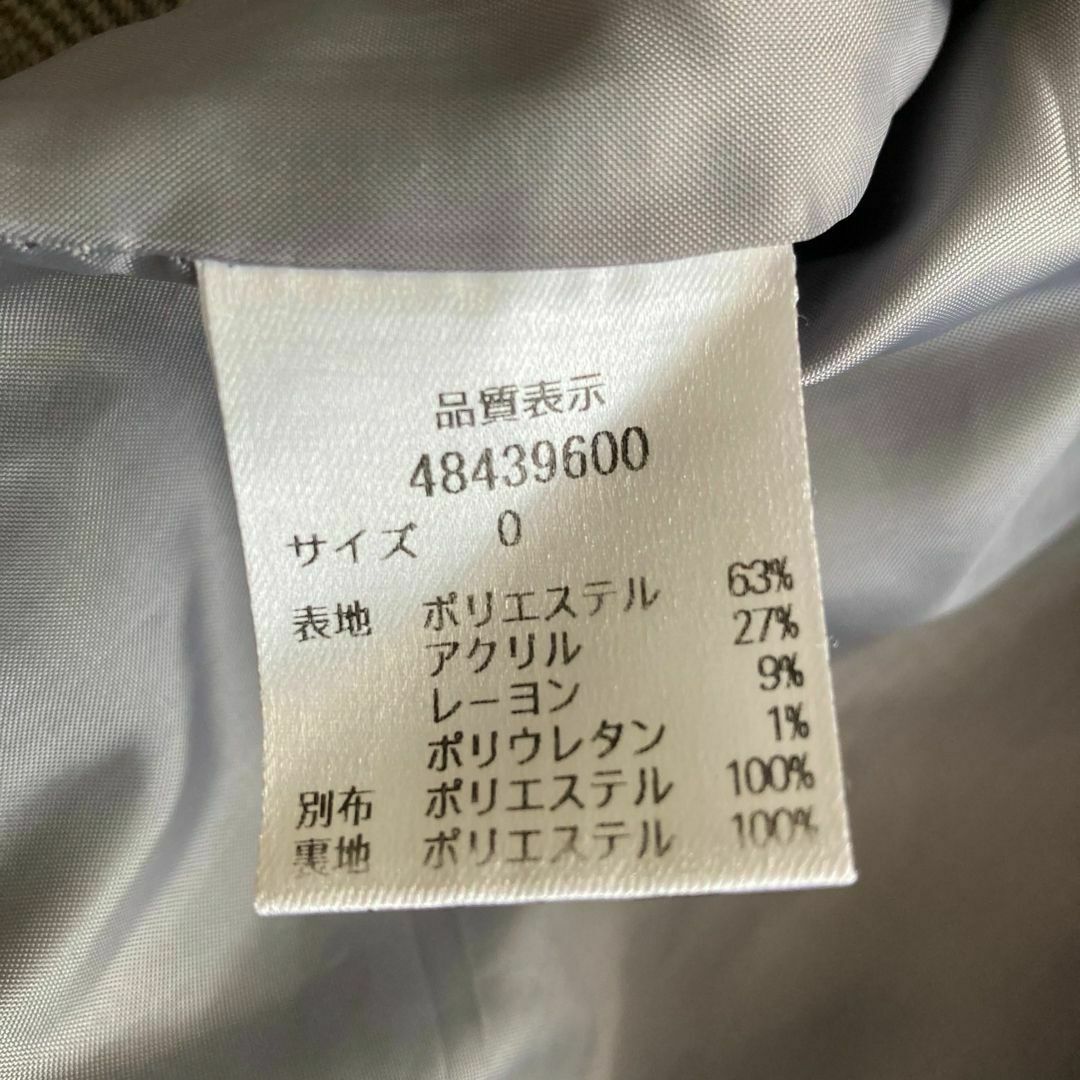 品質表示
48439600
サイズ 0
表地 ポリエステル 63%
アクリル 27%
レーヨン 9%
ポリウレタン 1%
別布 ポリエステル 100%
裏地 ポリエステル 100%